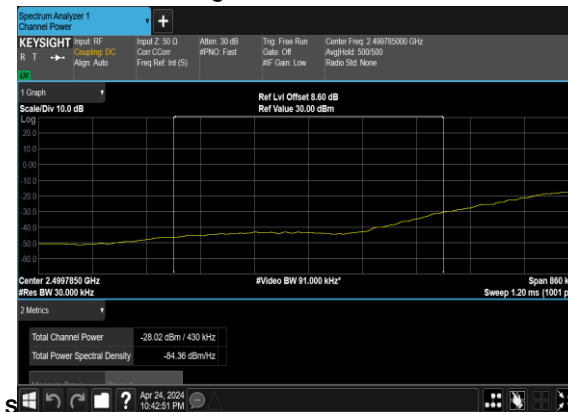 Spectrum Analyzer 1
Channel Power
+
KEYSIGHT Input: RF
R T Coupling: DC
Align: Auto
LXI
Input Z: 50 Ω
Corr CCorr
Freq Ref: Int (S)
Atten: 30 dB
#PNO: Fast
Trig: Free Run
Gate: Off
#IF Gain: Low
Center Freq: 2.499785000 GHz
Avg|Hold: 500/500
Radio Std: None
1 Graph
Scale/Div 10.0 dB
Ref Lvl Offset 8.60 dB
Ref Value 30.00 dBm
Log
20.0
10.0
0.00
-10.0
-20.0
-30.0
-40.0
-50.0
-60.0
Center 2.4997850 GHz
#Res BW 30.000 kHz
#Video BW 91.000 kHz*
Span 860 k
Sweep 1.20 ms (1001 p
2 Metrics
Total Channel Power -28.02 dBm / 430 kHz
Total Power Spectral Density -84.36 dBm/Hz
s
?
Apr 24, 2024
10:42:51 PM